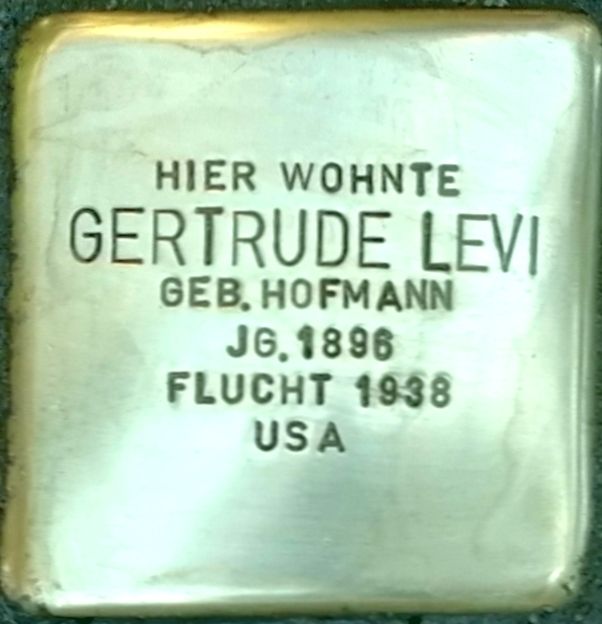 HIER WOHNTE
GERTRUDE LEVI
GEB. HOFMANN
JG. 1896
FLUCHT 1938
USA